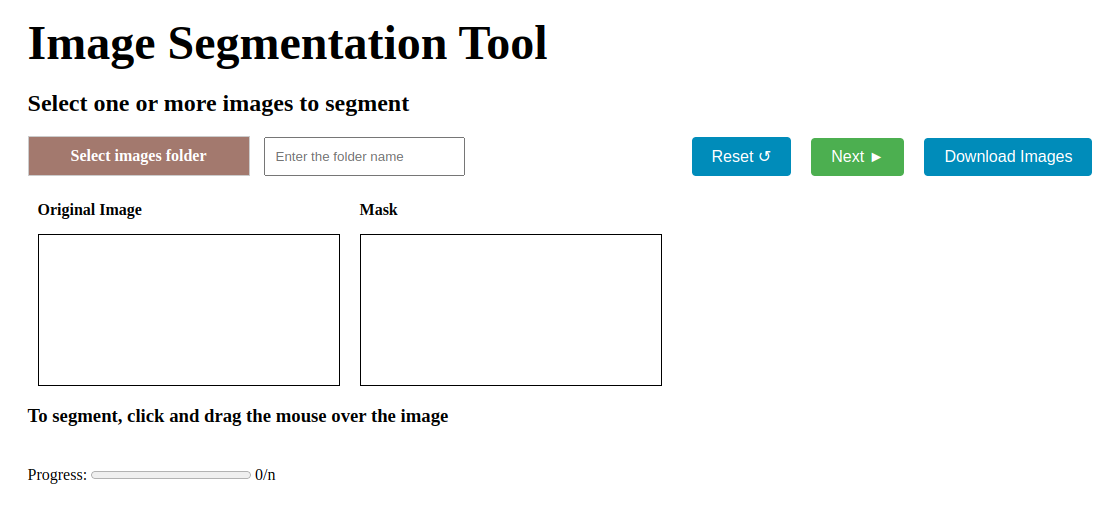 Image Segmentation Tool
Select one or more images to segment
Select images folder Enter the folder name Reset ↺ Next ► Download Images
Original Image Mask
To segment, click and drag the mouse over the image
Progress: 0/n